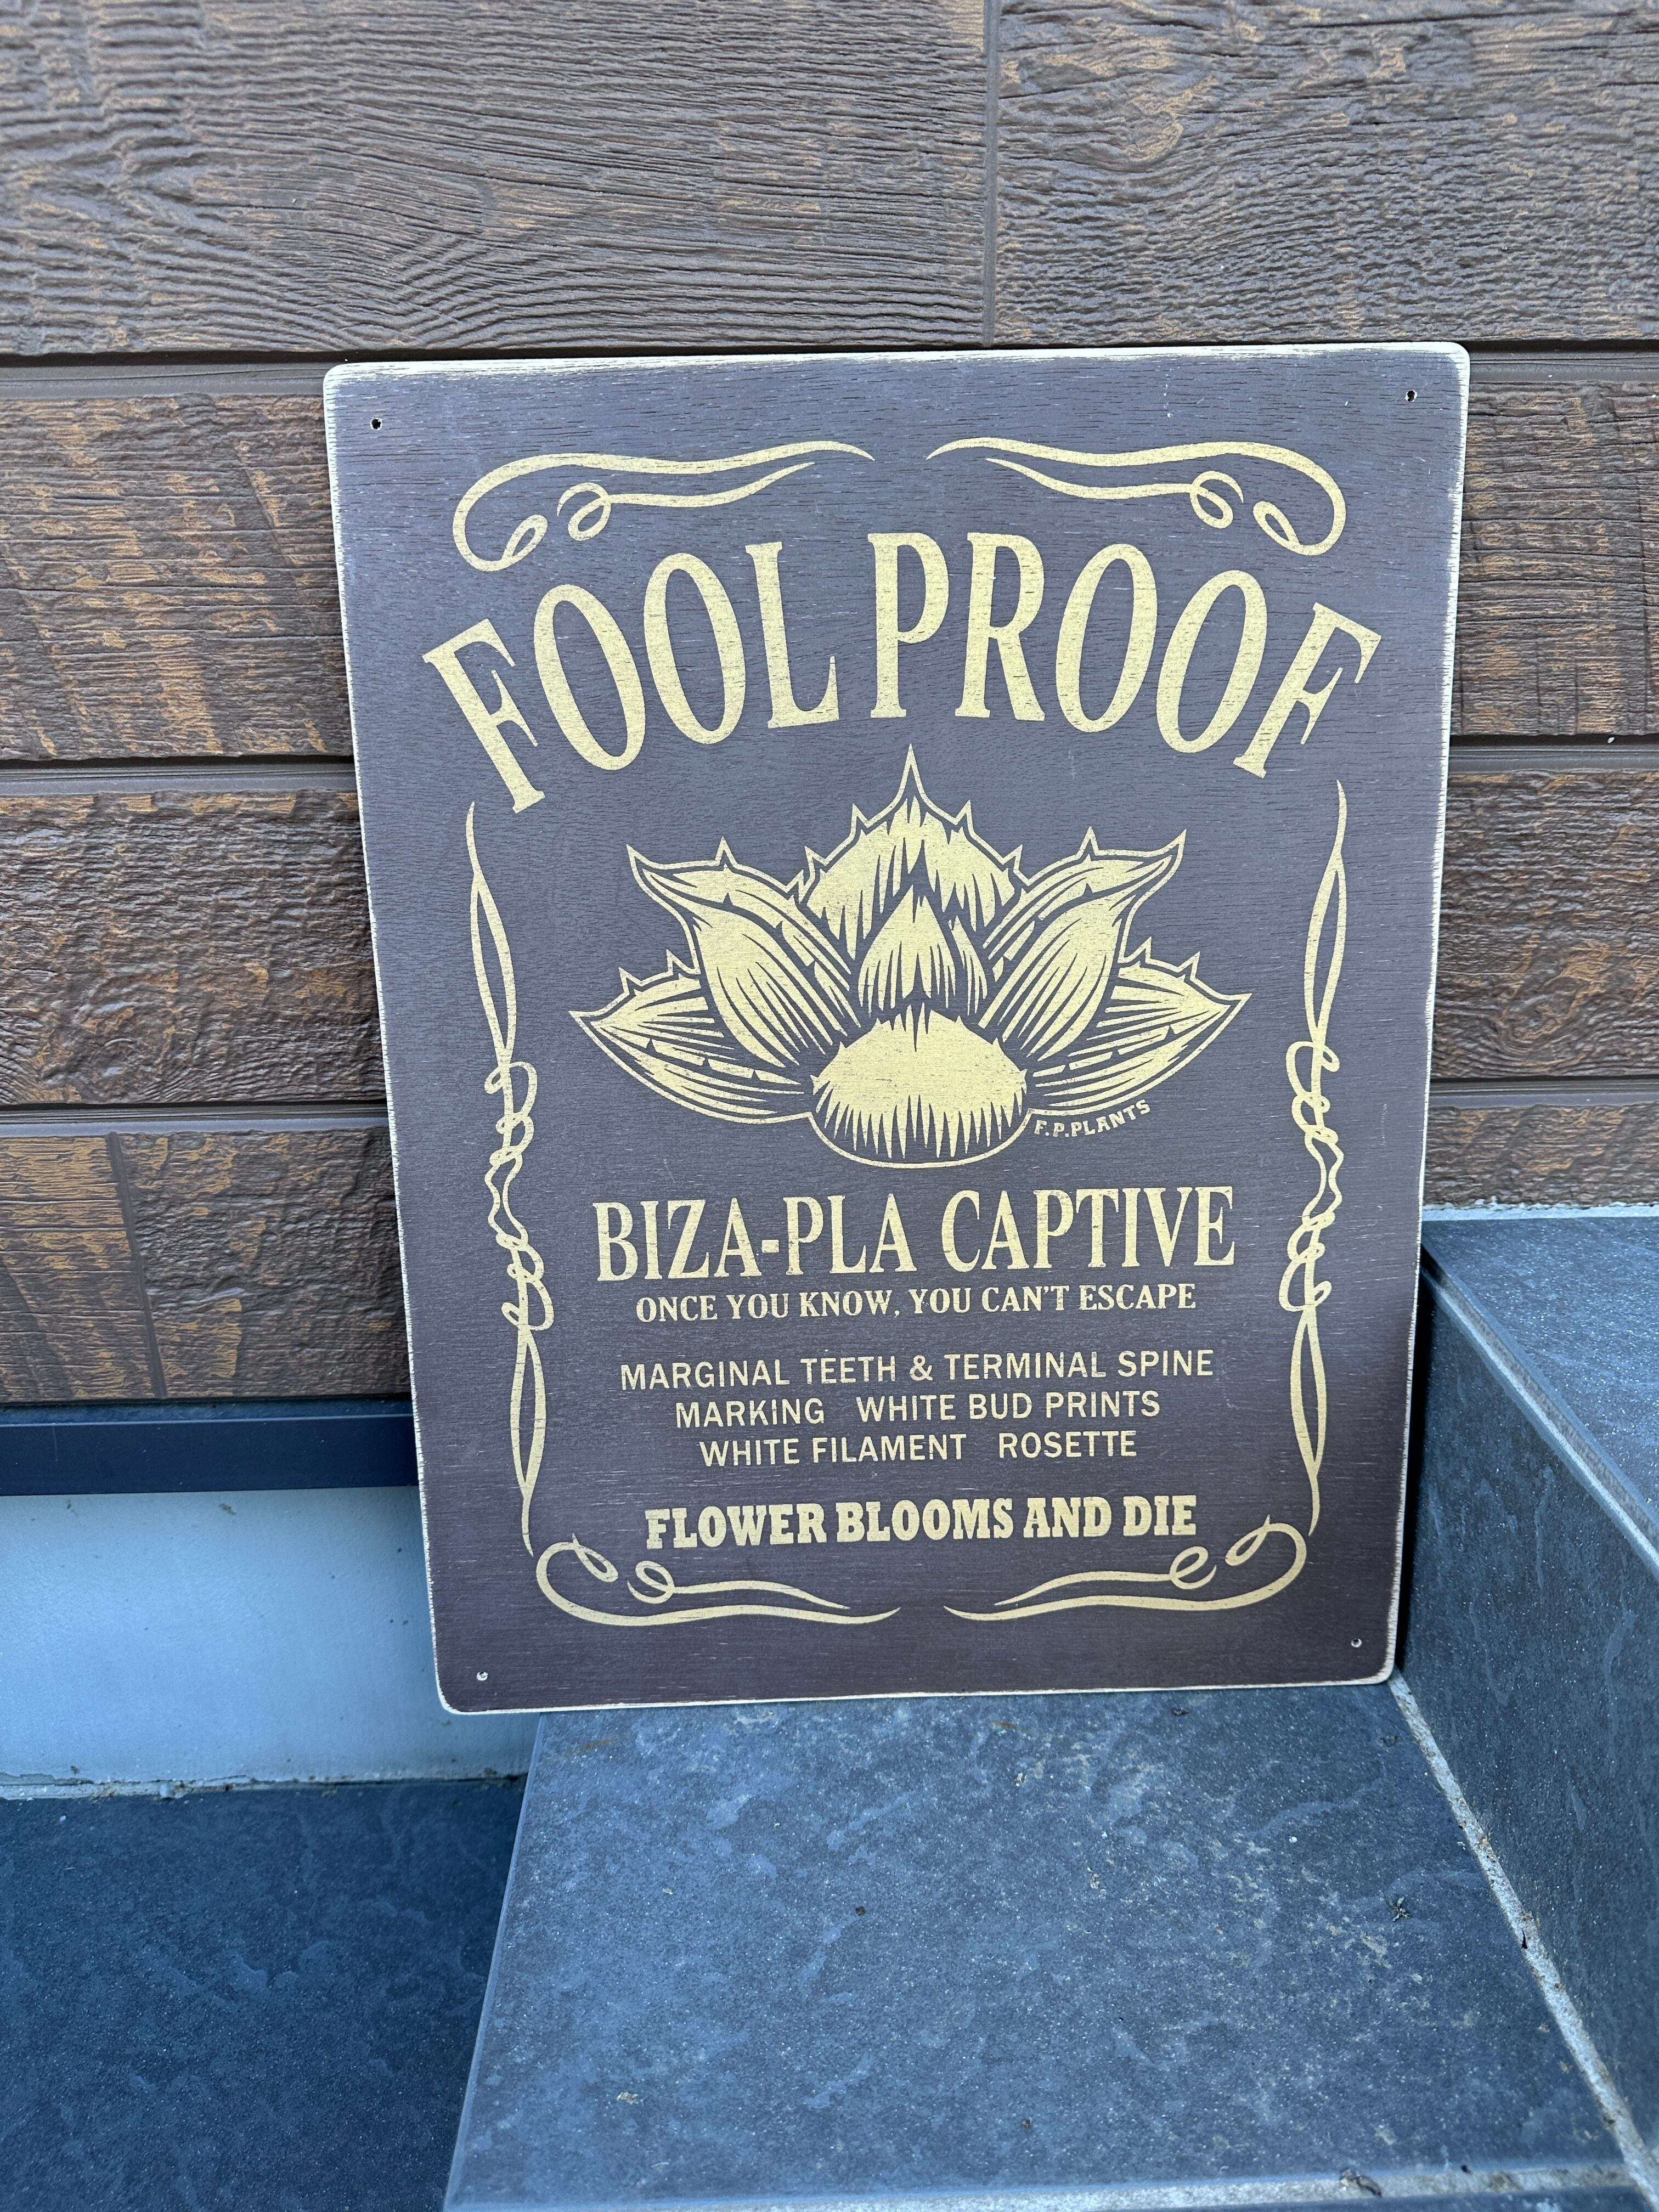 FOOL PROOF
F.P.PLANTS
BIZA-PLA CAPTIVE
ONCE YOU KNOW, YOU CAN'T ESCAPE
MARGINAL TEETH & TERMINAL SPINE
MARKING WHITE BUD PRINTS
WHITE FILAMENT ROSETTE
FLOWER BLOOMS AND DIE